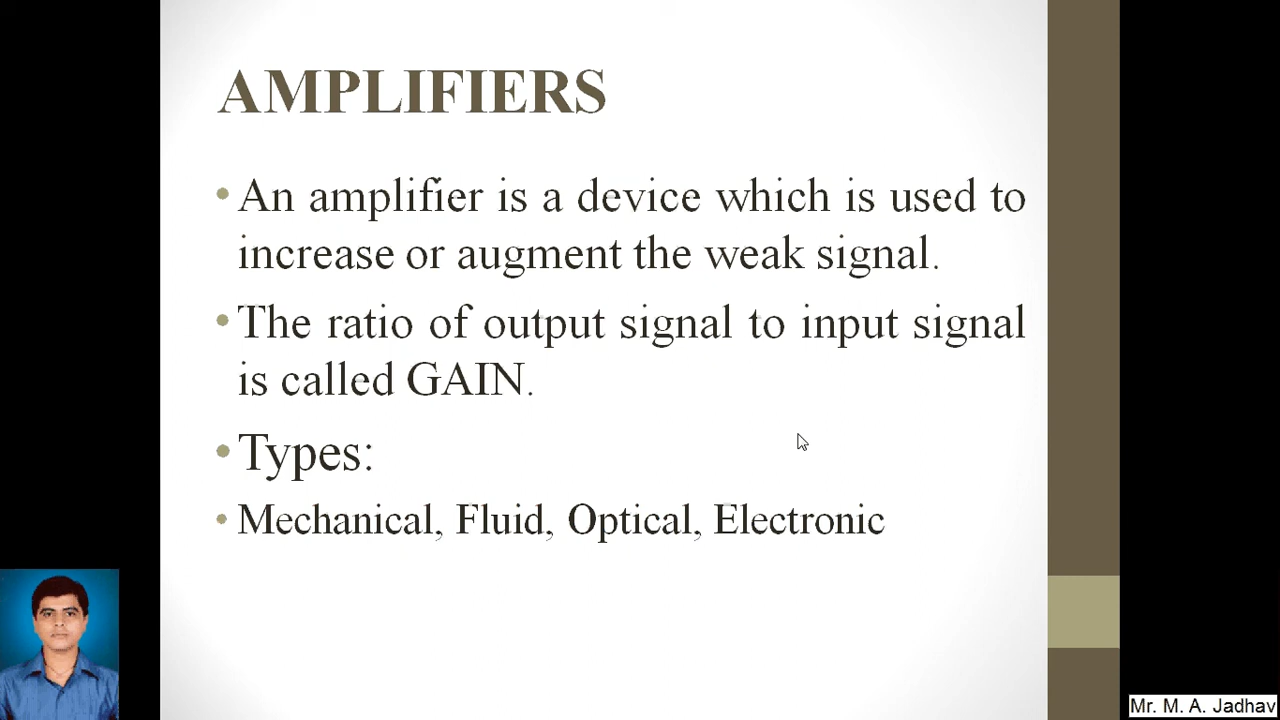 AMPLIFIERS
•An amplifier is a device which is used to
increase or augment the weak signal.
•The ratio of output signal to input signal
is called GAIN.
•Types:
• Mechanical, Fluid, Optical, Electronic
Mr. M. A. Jadhav